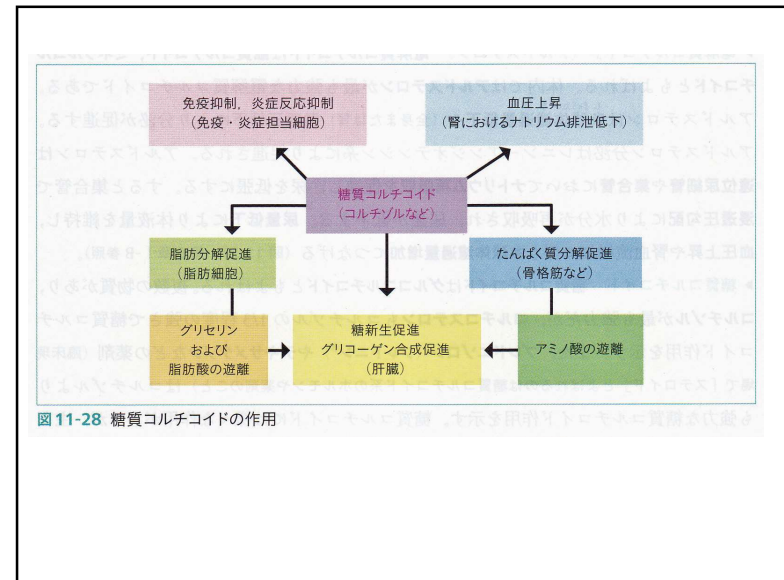 免疫抑制，炎症反応抑制
（免疫・炎症担当細胞）
血圧上昇
（腎におけるナトリウム排泄低下）
糖質コルチコイド
（コルチゾルなど）
脂肪分解促進
（脂肪細胞）
たんぱく質分解促進
（骨格筋など）
グリセリン
および
脂肪酸の遊離
糖新生促進
グリコーゲン合成促進
（肝臓）
アミノ酸の遊離
図11-28 糖質コルチコイドの作用